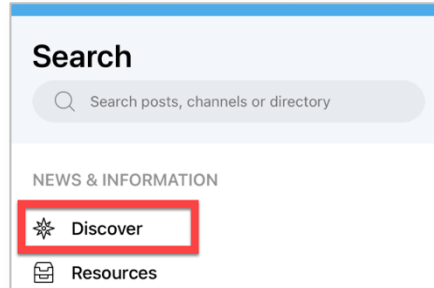 Search
Search posts, channels or directory
NEWS & INFORMATION
Discover
Resources